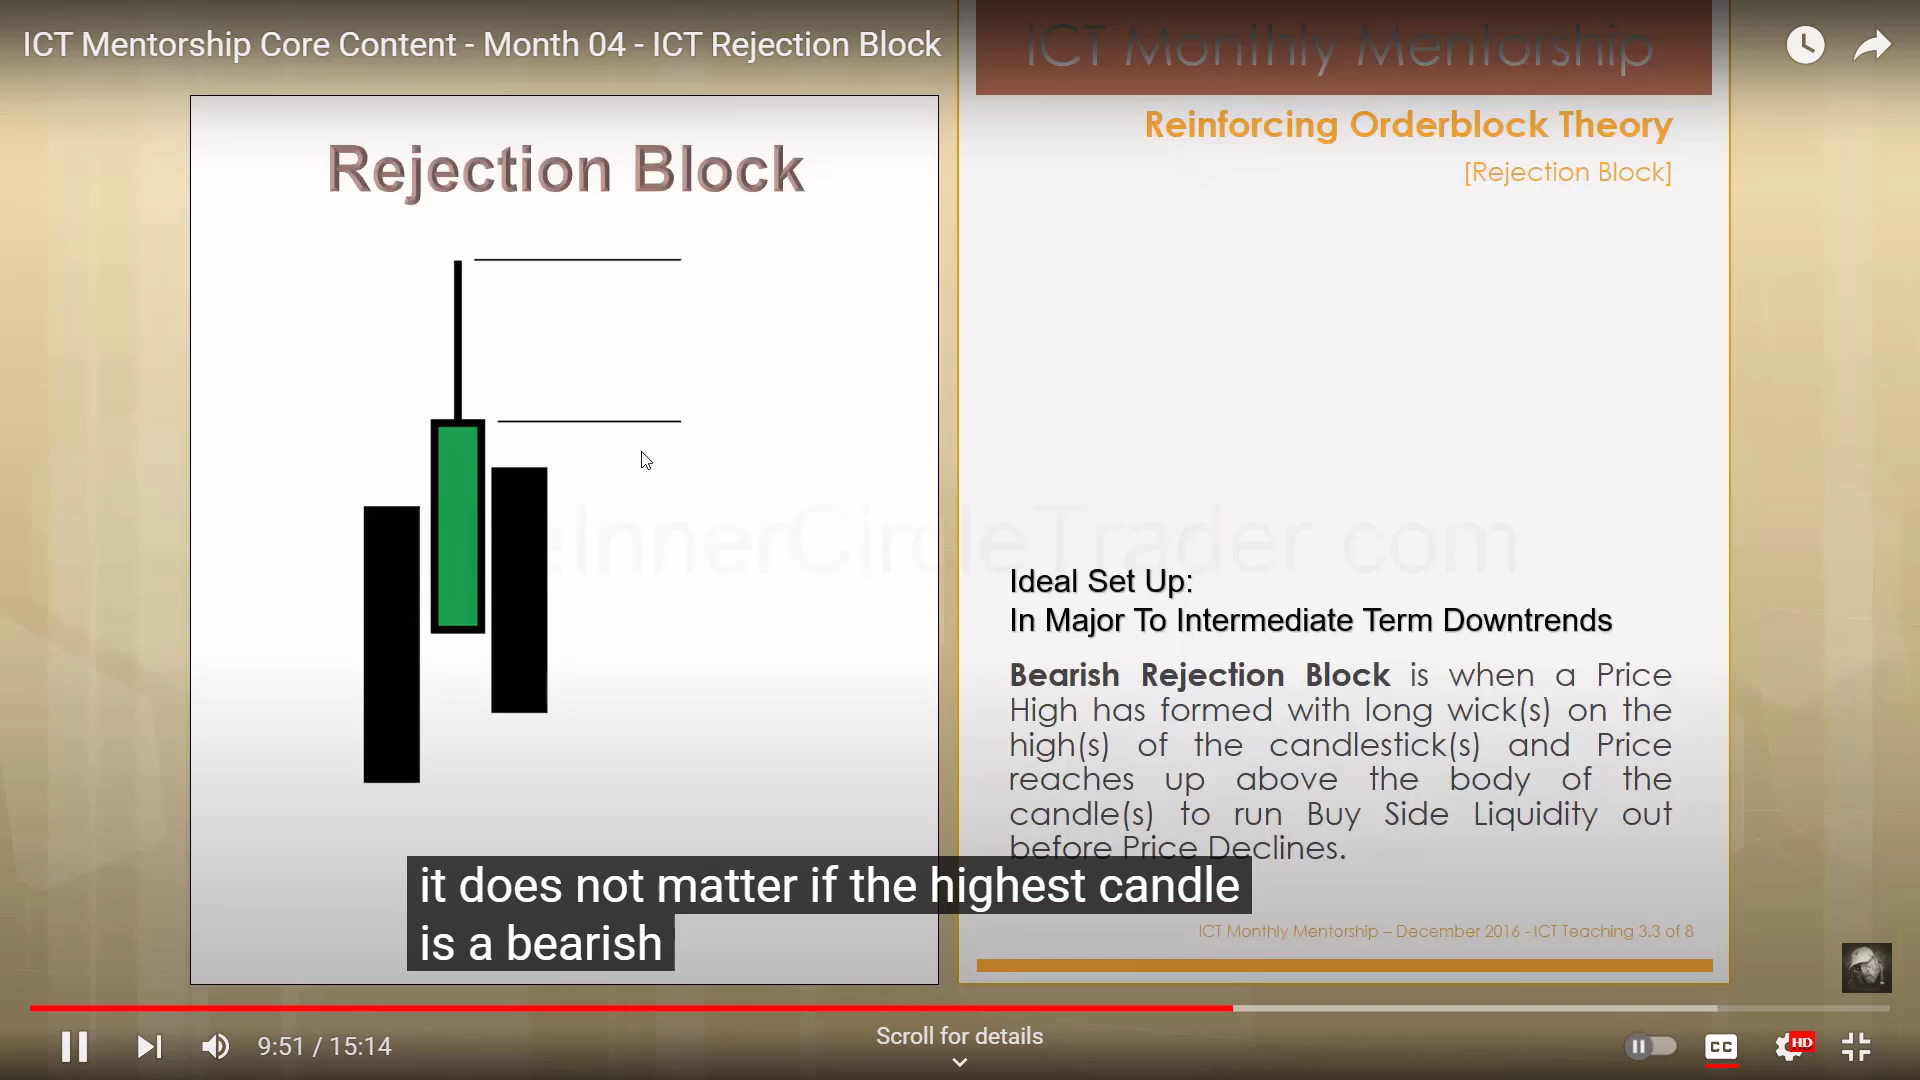 ICT Mentorship Core Content - Month 04 - ICT Rejection Block
ICT Monthly Mentorship
Rejection Block
Reinforcing Orderblock Theory
[Rejection Block]
eInnerCircleTrader.com
Ideal Set Up:
In Major To Intermediate Term Downtrends
Bearish Rejection Block is when a Price
High has formed with long wick(s) on the
high(s) of the candlestick(s) and Price
reaches up above the body of the
candle(s) to run Buy Side Liquidity out
before Price Declines.
it does not matter if the highest candle
is a bearish
ICT Monthly Mentorship – December 2016 - ICT Teaching 3.3 of 8
9:51 / 15:14
Scroll for details
CC
HD